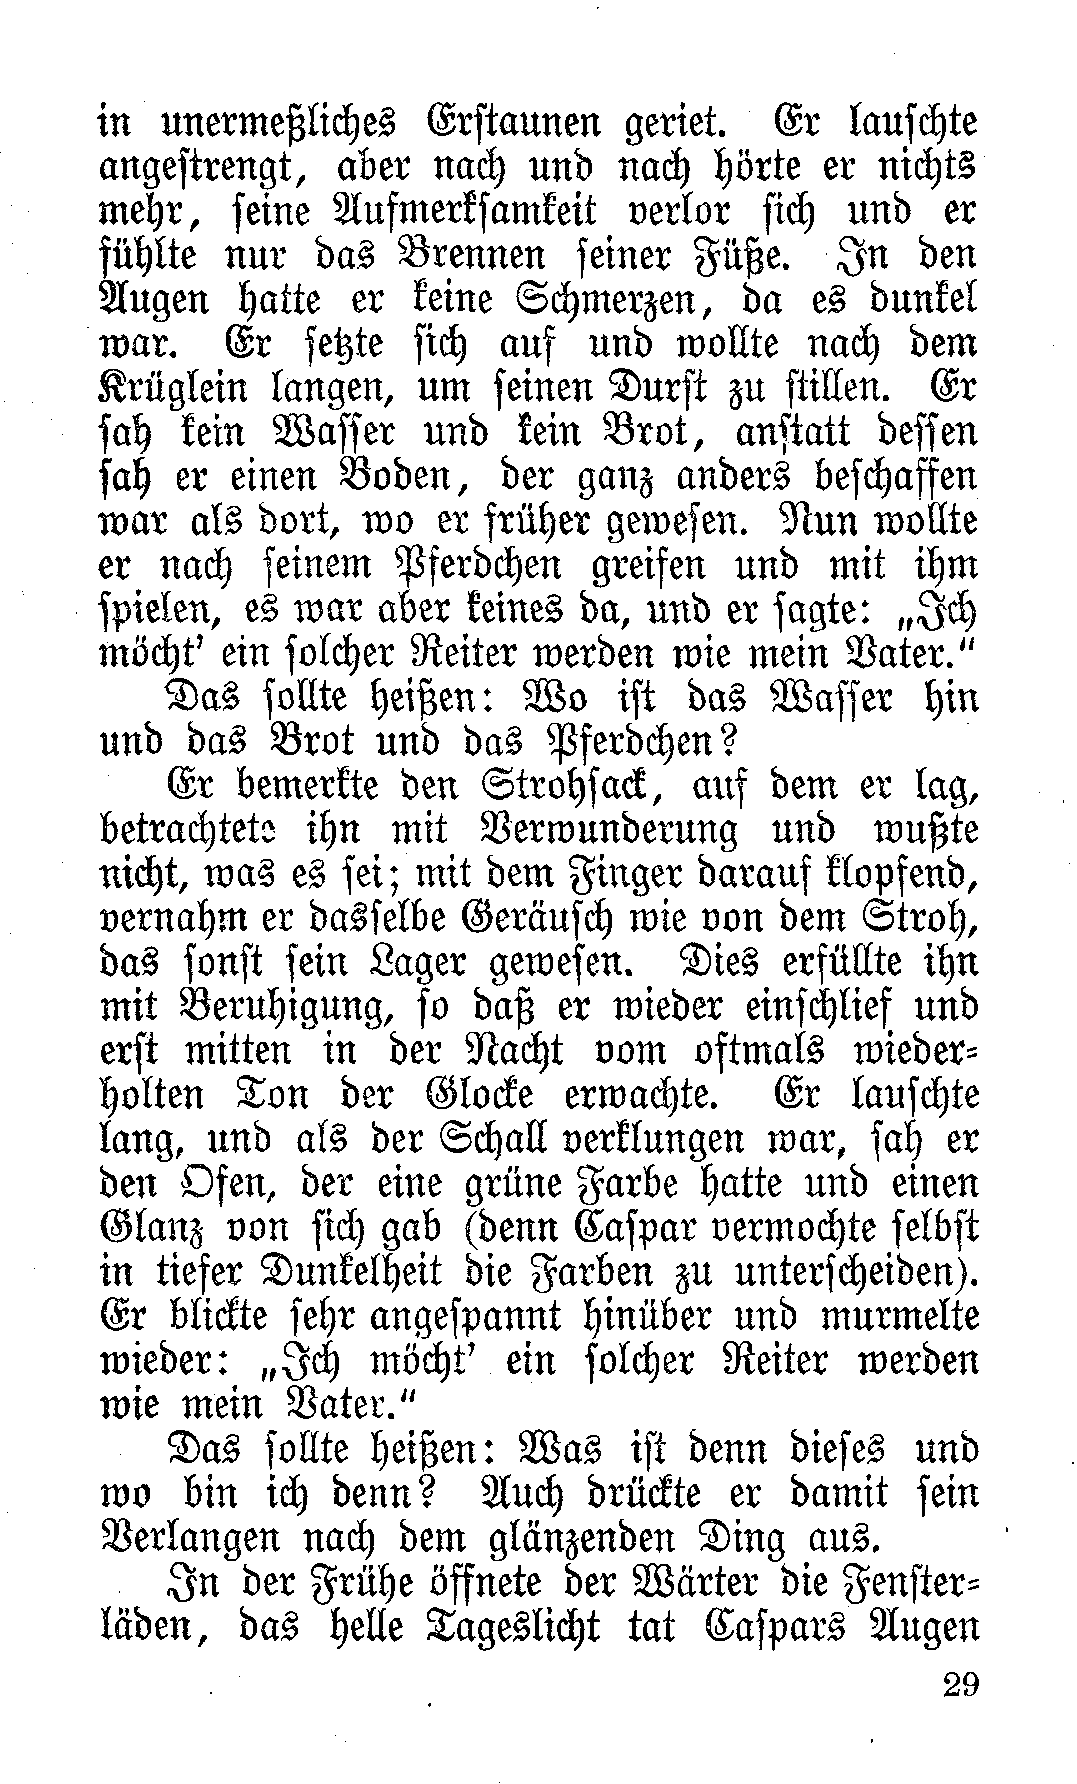 in unermeßliches Erstaunen geriet. Er lauschte
angestrengt, aber nach und nach hörte er nichts
mehr, seine Aufmerksamkeit verlor sich und er
fühlte nur das Brennen seiner Füße. In den
Augen hatte er keine Schmerzen, da es dunkel
war. Er setzte sich auf und wollte nach dem
Krüglein langen, um seinen Durst zu stillen. Er
sah kein Wasser und kein Brot, anstatt dessen
sah er einen Boden, der ganz anders beschaffen
war als dort, wo er früher gewesen. Nun wollte
er nach seinem Pferdchen greifen und mit ihm
spielen, es war aber keines da, und er sagte: „Ich
möcht' ein solcher Reiter werden wie mein Vater."
Das sollte heißen: Wo ist das Wasser hin
und das Brot und das Pferdchen?
Er bemerkte den Strohsack, auf dem er lag,
betrachtete ihn mit Verwunderung und wußte
nicht, was es sei; mit dem Finger darauf klopfend,
vernahm er dasselbe Geräusch wie von dem Stroh,
das sonst sein Lager gewesen. Dies erfüllte ihn
mit Beruhigung, so daß er wieder einschlief und
erst mitten in der Nacht vom oftmals wieder-
holten Ton der Glocke erwachte. Er lauschte
lang, und als der Schall verklungen war, sah er
den Ofen, der eine grüne Farbe hatte und einen
Glanz von sich gab (denn Caspar vermochte selbst
in tiefer Dunkelheit die Farben zu unterscheiden).
Er blickte sehr angespannt hinüber und murmelte
wieder: „Ich möcht' ein solcher Reiter werden
wie mein Vater."
Das sollte heißen: Was ist denn dieses und
wo bin ich denn? Auch drückte er damit sein
Verlangen nach dem glänzenden Ding aus.
In der Frühe öffnete der Wärter die Fenster-
läden, das helle Tageslicht tat Caspars Augen
29